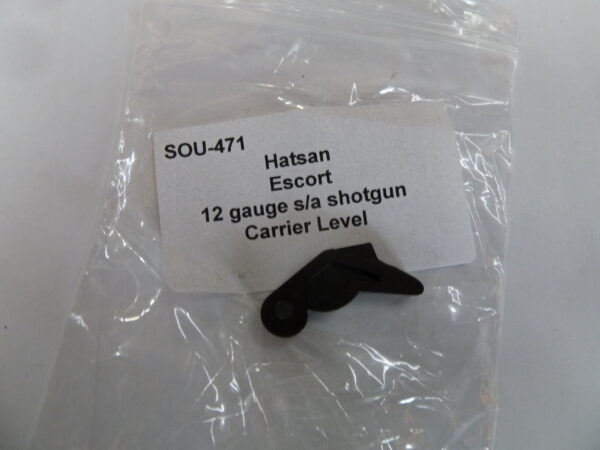 SOU-471
Hatsan
Escort
12 gauge s/a shotgun
Carrier Level